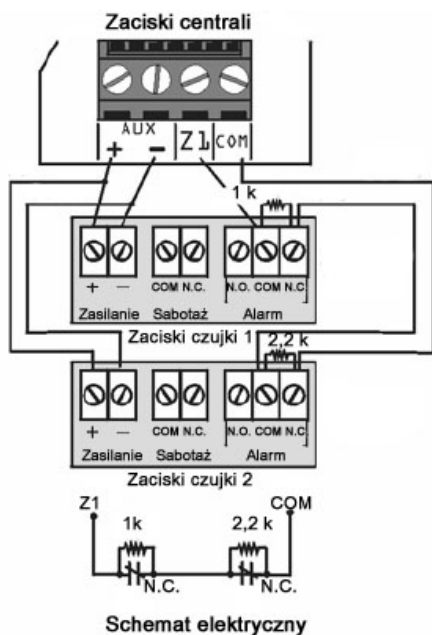 Zaciski centrali
AUX
+ − Z1 COM
1 k
+ − COM N.C. N.O. COM N.C.
Zasilanie Sabotaż Alarm
Zaciski czujki 1
2,2 k
+ − COM N.C. N.O. COM N.C.
Zasilanie Sabotaż Alarm
Zaciski czujki 2
Z1 COM
1k 2,2 k
N.C. N.C.
Schemat elektryczny